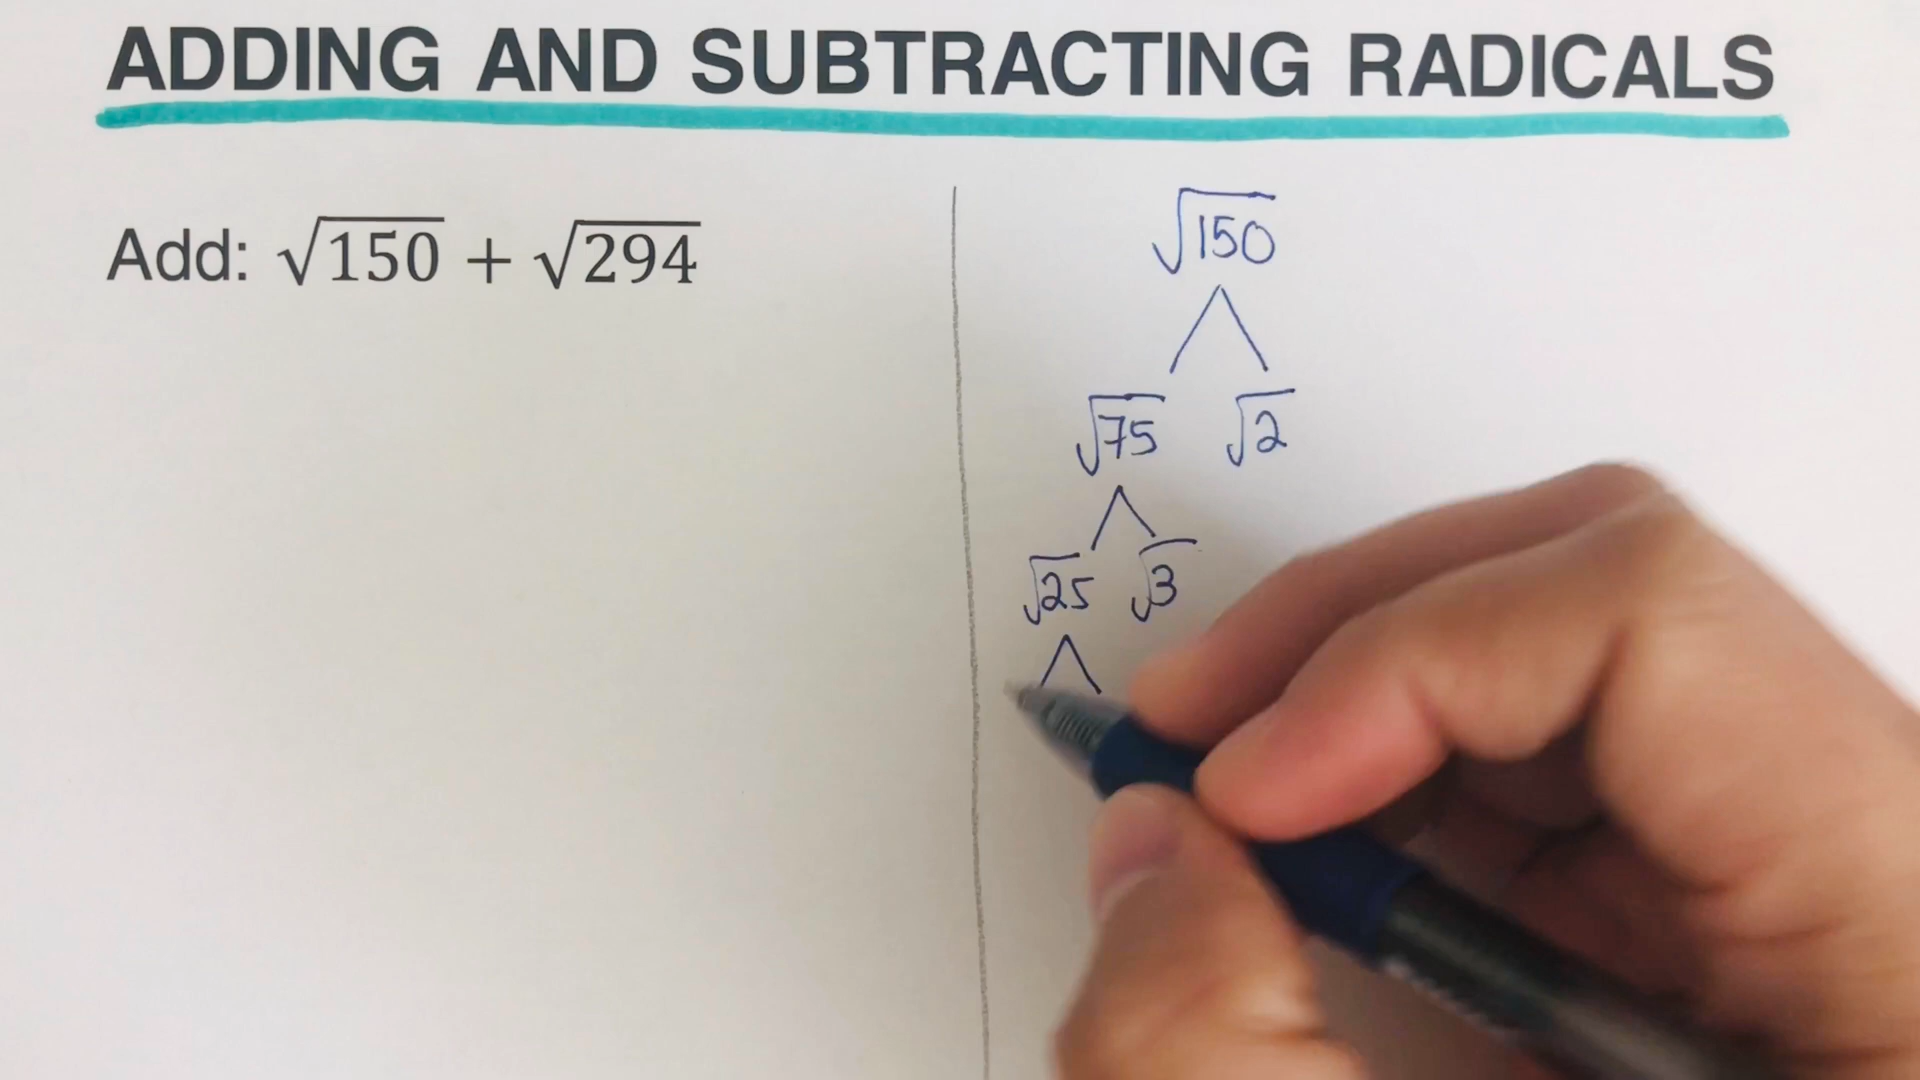 ADDING AND SUBTRACTING RADICALS
Add: √150 + √294
√150
√75 √2
√25 √3